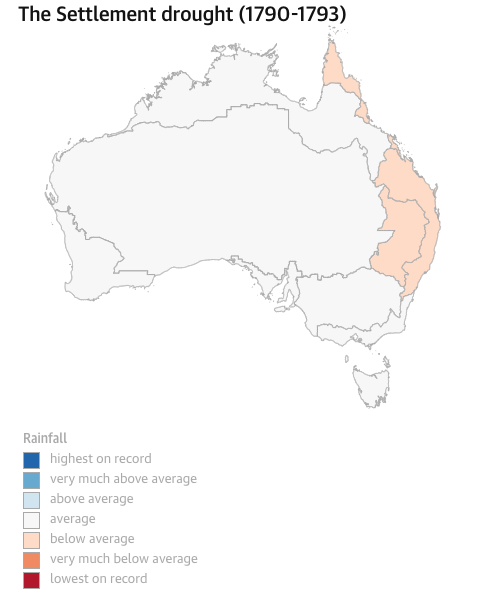 The Settlement drought (1790-1793)
Rainfall
highest on record
very much above average
above average
average
below average
very much below average
lowest on record